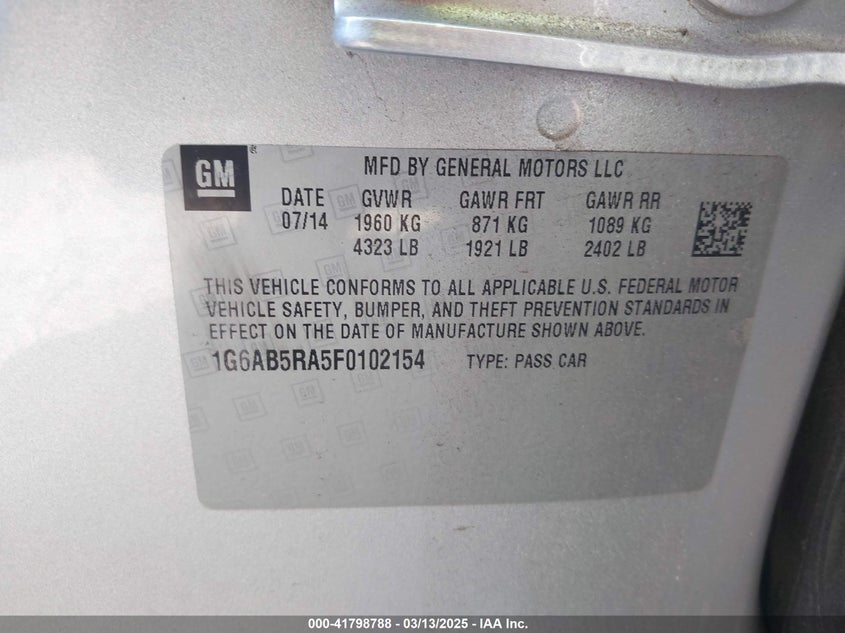 GM
MFD BY GENERAL MOTORS LLC
DATE GVWR GAWR FRT GAWR RR
07/14 1960 KG 871 KG 1089 KG
4323 LB 1921 LB 2402 LB
THIS VEHICLE CONFORMS TO ALL APPLICABLE U.S. FEDERAL MOTOR
VEHICLE SAFETY, BUMPER, AND THEFT PREVENTION STANDARDS IN
EFFECT ON THE DATE OF MANUFACTURE SHOWN ABOVE.
1G6AB5RA5F0102154 TYPE: PASS CAR
000-41798788 - 03/13/2025 - IAA Inc.